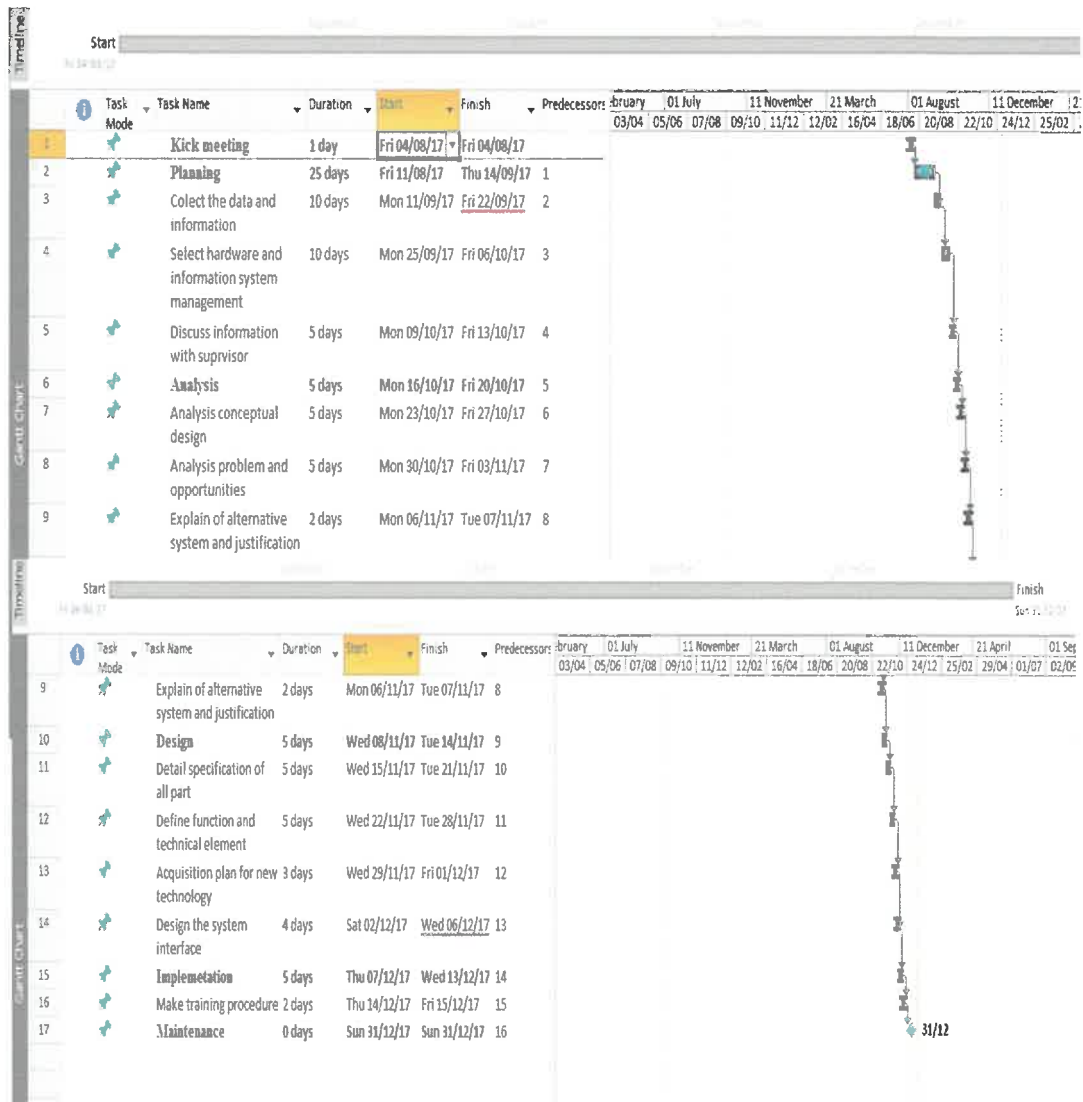 Timeline
Start
Task Mode Task Name Duration Start Finish Predecessors
bruary 01 July 11 November 21 March 01 August 11 December
03/04 05/06 07/08 09/10 11/12 12/02 16/04 18/06 20/08 22/10 24/12 25/02
1 Kick meeting 1 day Fri 04/08/17 Fri 04/08/17
2 Planning 25 days Fri 11/08/17 Thu 14/09/17 1
3 Colect the data and 10 days Mon 11/09/17 Fri 22/09/17 2
information
4 Select hardware and 10 days Mon 25/09/17 Fri 06/10/17 3
information system
management
5 Discuss information 5 days Mon 09/10/17 Fri 13/10/17 4
with suprvisor
6 Analysis 5 days Mon 16/10/17 Fri 20/10/17 5
7 Analysis conceptual 5 days Mon 23/10/17 Fri 27/10/17 6
design
8 Analysis problem and 5 days Mon 30/10/17 Fri 03/11/17 7
opportunities
9 Explain of alternative 2 days Mon 06/11/17 Tue 07/11/17 8
system and justification
Gantt Chart
Timeline
Start Finish
Task Mode Task Name Duration Start Finish Predecessors
bruary 01 July 11 November 21 March 01 August 11 December 21 April 01 Sep
03/04 05/06 07/08 09/10 11/12 12/02 16/04 18/06 20/08 22/10 24/12 25/02 29/04 01/07 02/09
9 Explain of alternative 2 days Mon 06/11/17 Tue 07/11/17 8
system and justification
10 Design 5 days Wed 08/11/17 Tue 14/11/17 9
11 Detail specification of 5 days Wed 15/11/17 Tue 21/11/17 10
all part
12 Define function and 5 days Wed 22/11/17 Tue 28/11/17 11
technical element
13 Acquisition plan for new 3 days Wed 29/11/17 Fri 01/12/17 12
technology
14 Design the system 4 days Sat 02/12/17 Wed 06/12/17 13
interface
15 Implemetation 5 days Thu 07/12/17 Wed 13/12/17 14
16 Make training procedure 2 days Thu 14/12/17 Fri 15/12/17 15
17 Maintenance 0 days Sun 31/12/17 Sun 31/12/17 16
31/12
Gantt Chart